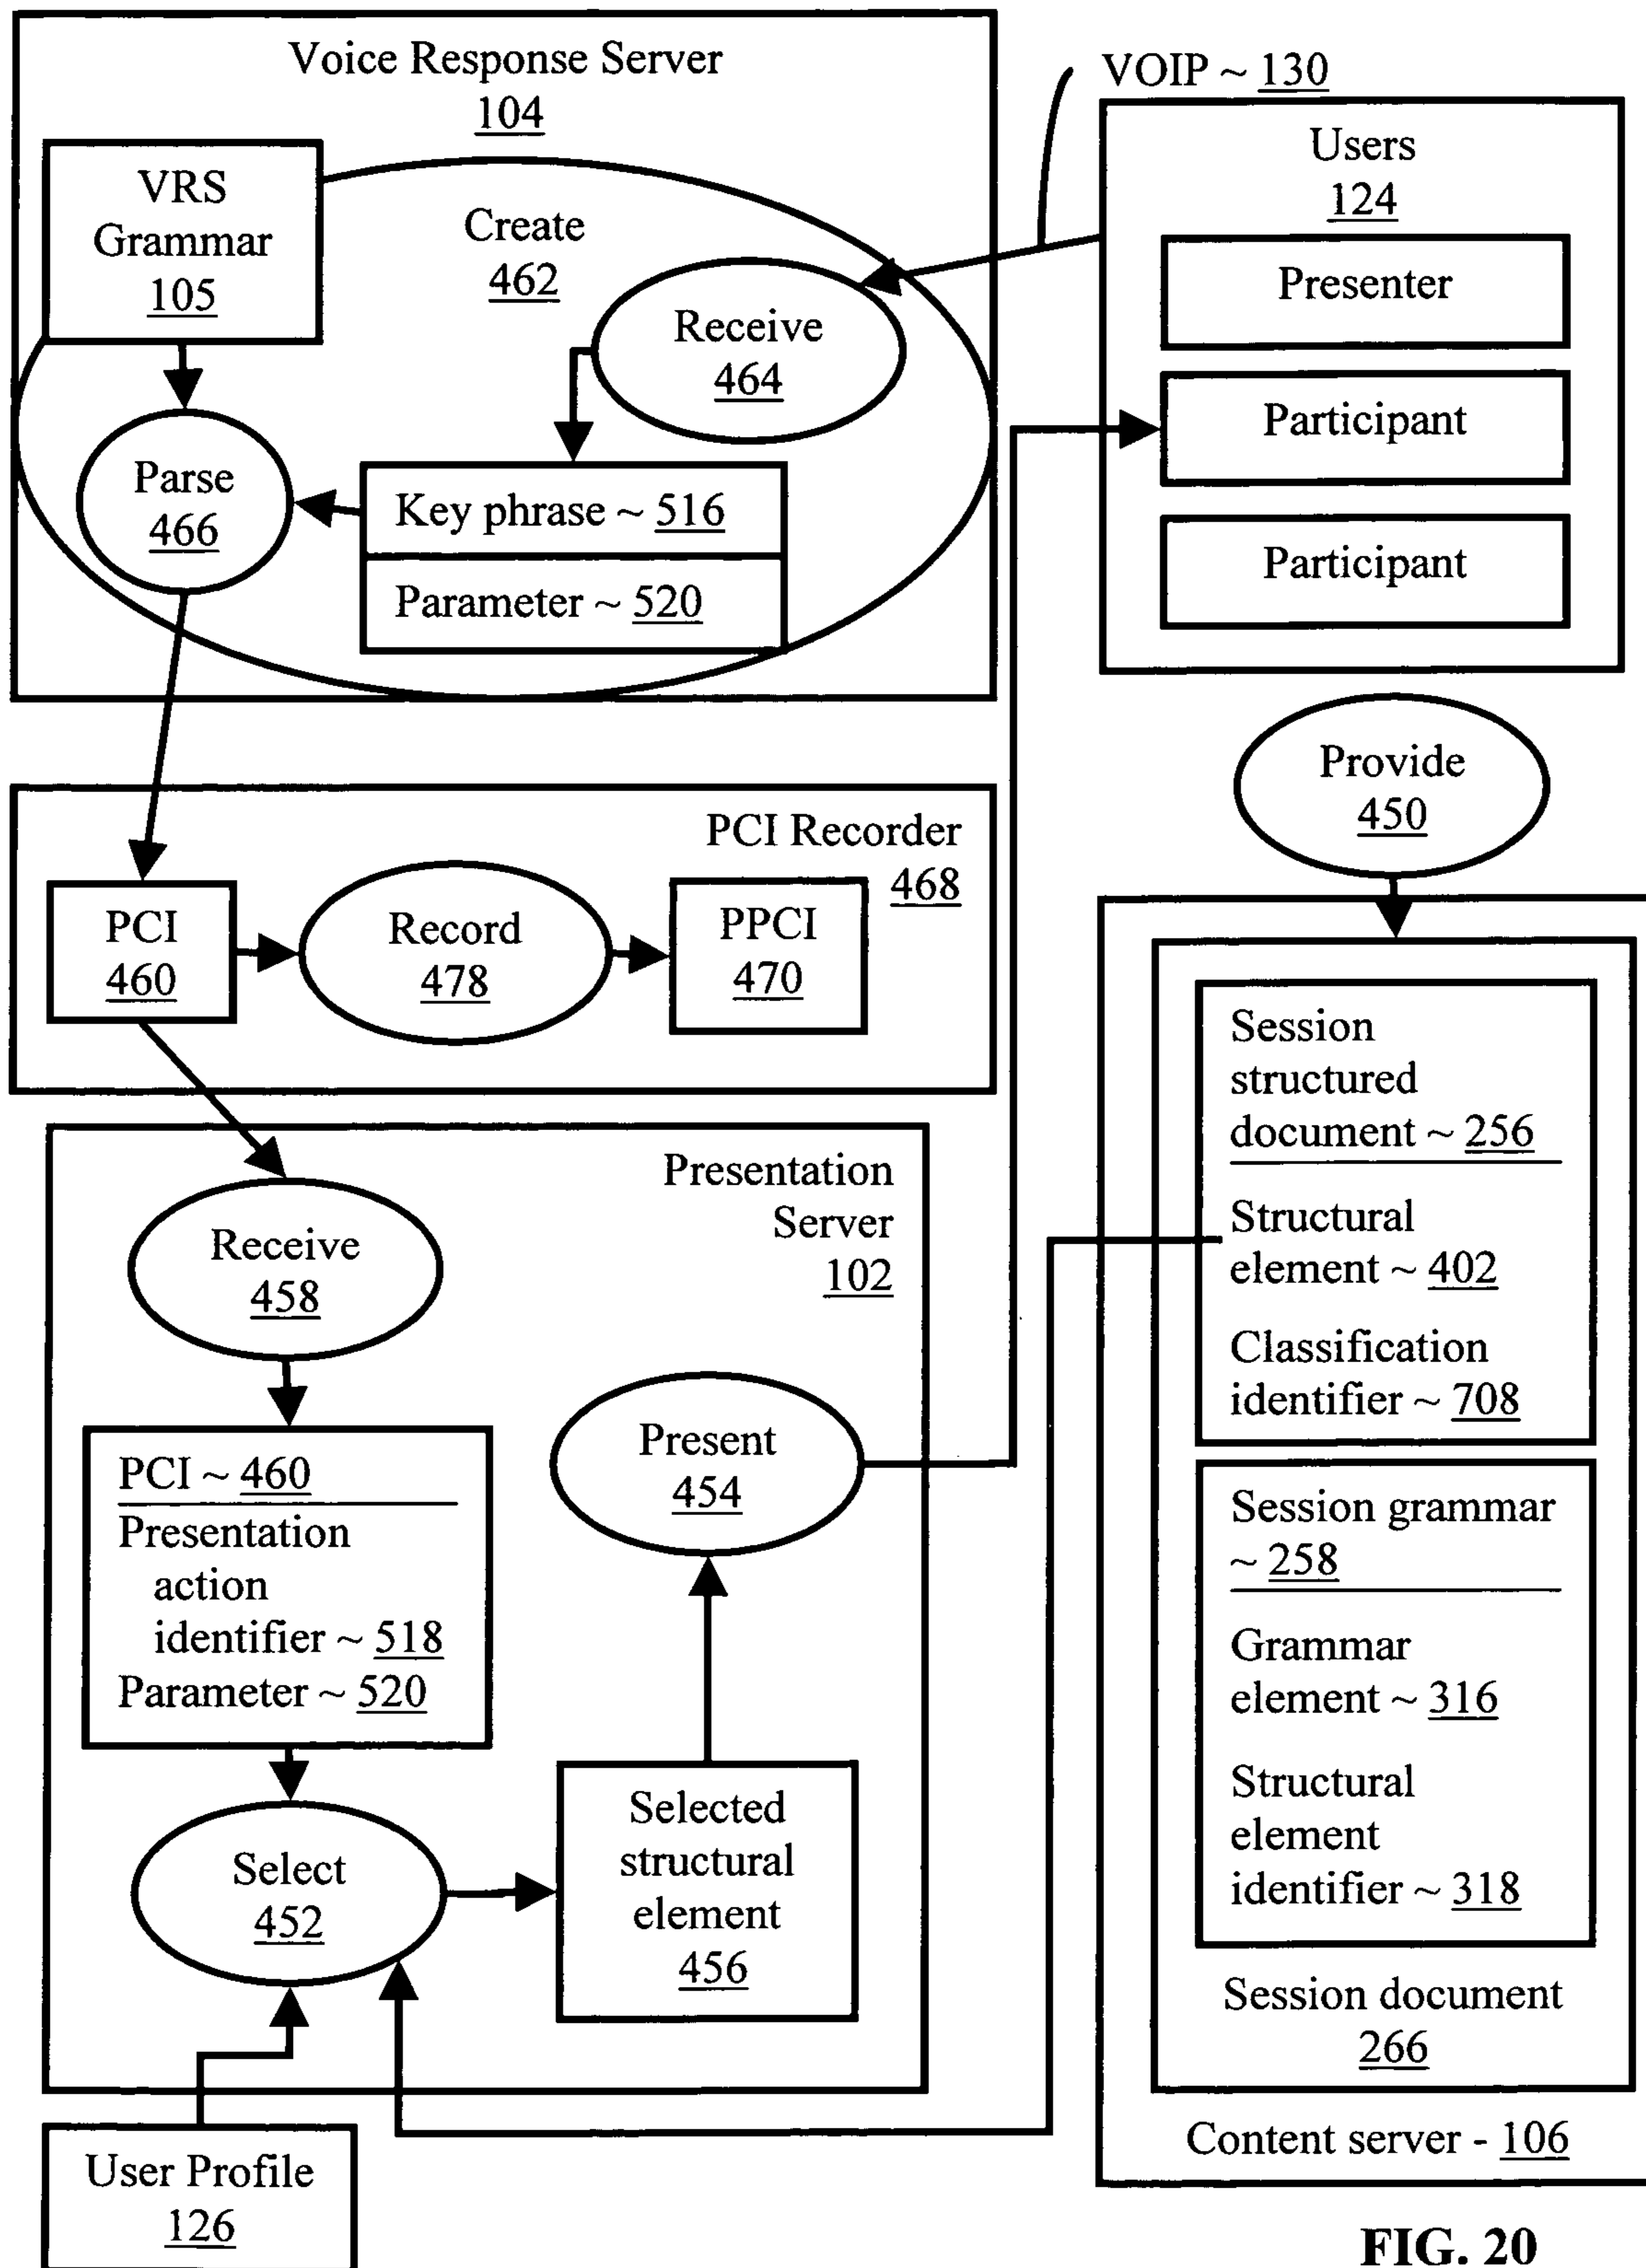 Voice Response Server
104
VRS
Grammar
105
Create
462
Receive
464
Parse
466
Key phrase ~ 516
Parameter ~ 520
VOIP ~ 130
Users
124
Presenter
Participant
Participant
Provide
450
PCI Recorder
468
PCI
460
Record
478
PPCI
470
Presentation
Server
102
Receive
458
PCI ~ 460
Presentation
action
identifier ~ 518
Parameter ~ 520
Present
454
Select
452
Selected
structural
element
456
User Profile
126
Session
structured
document ~ 256
Structural
element ~ 402
Classification
identifier ~ 708
Session grammar
~ 258
Grammar
element ~ 316
Structural
element
identifier ~ 318
Session document
266
Content server - 106
FIG. 20